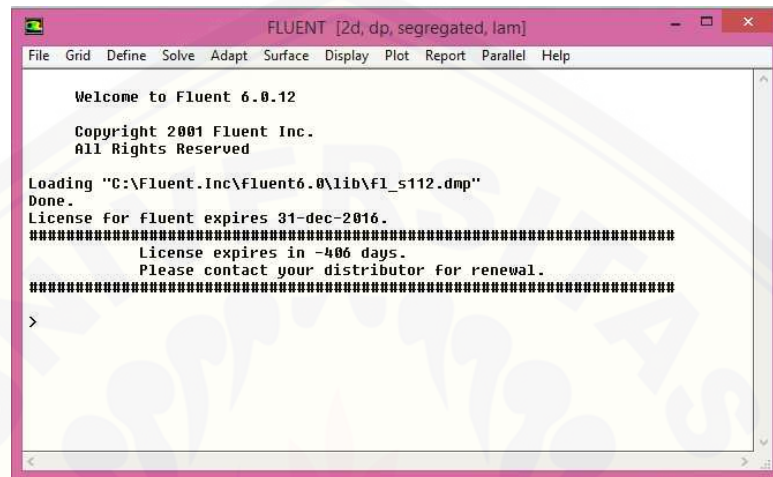 FLUENT [2d, dp, segregated, lam]
File Grid Define Solve Adapt Surface Display Plot Report Parallel Help
Welcome to Fluent 6.0.12
Copyright 2001 Fluent Inc.
All Rights Reserved
Loading "C:\Fluent.Inc\fluent6.0\lib\fl_s112.dmp"
Done.
License for fluent expires 31-dec-2016.
######################################################################
License expires in -406 days.
Please contact your distributor for renewal.
######################################################################
>
UNIVERSITAS